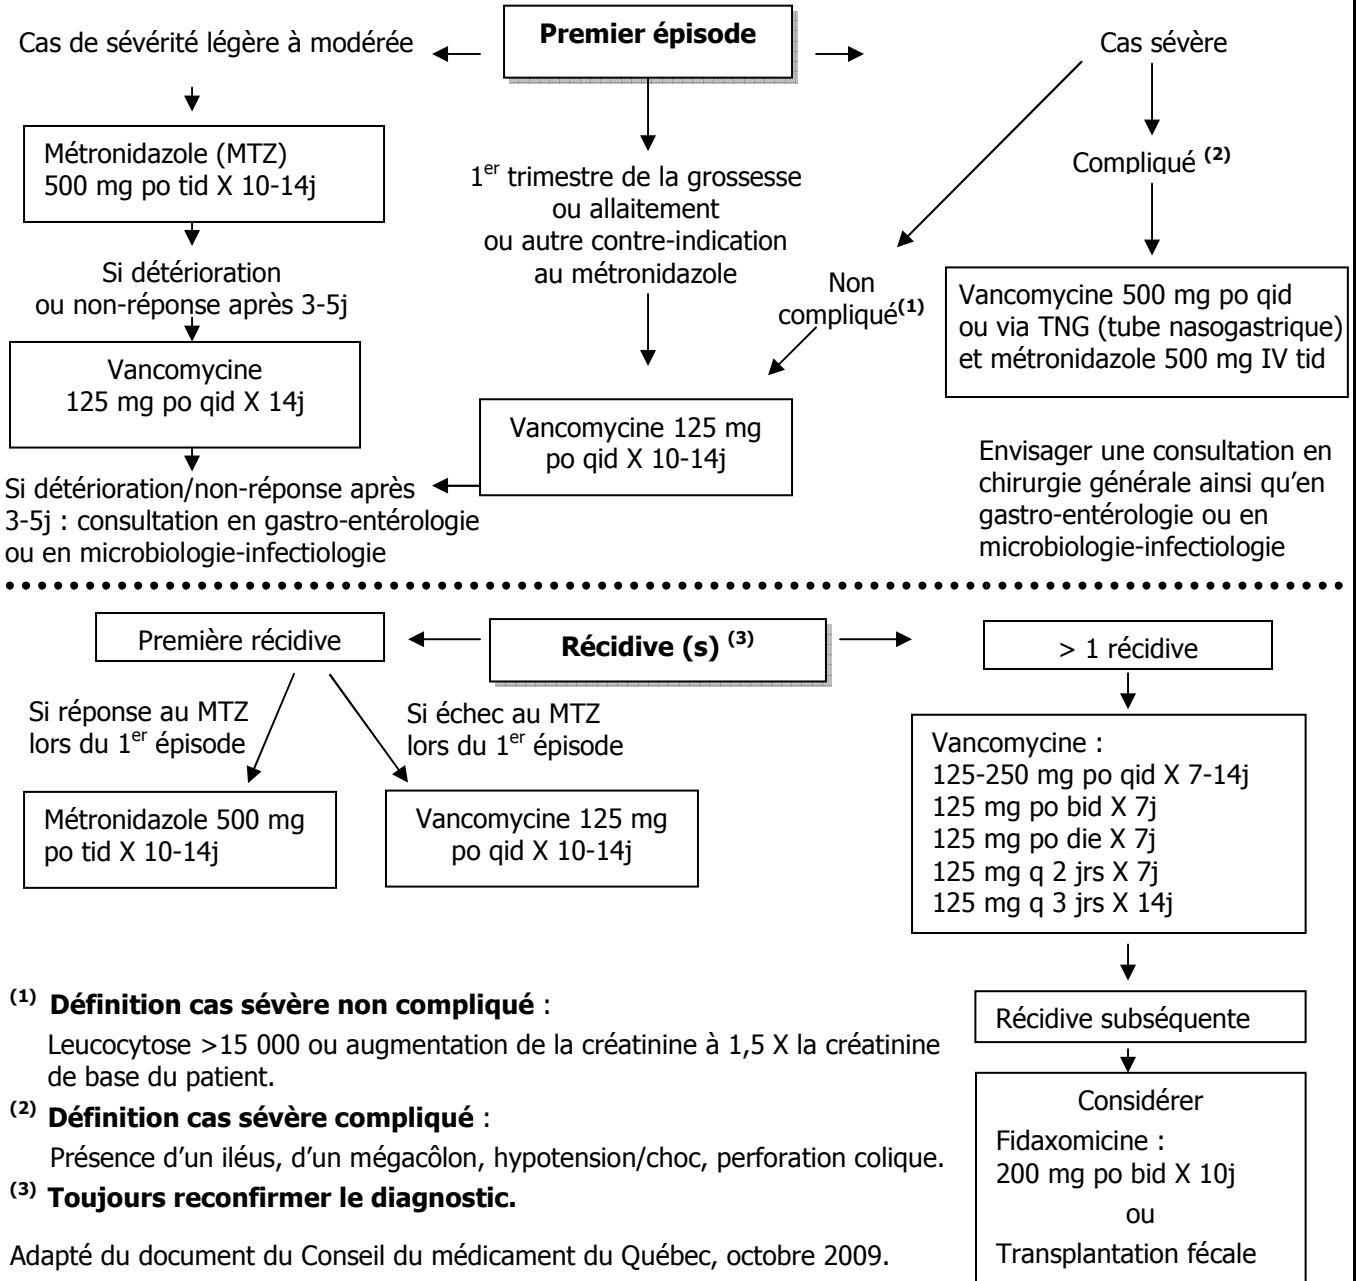 Premier épisode
Cas de sévérité légère à modérée
Cas sévère
Métronidazole (MTZ)
500 mg po tid X 10-14j
Si détérioration
ou non-réponse après 3-5j
Vancomycine
125 mg po qid X 14j
Si détérioration/non-réponse après
3-5j : consultation en gastro-entérologie
ou en microbiologie-infectiologie
1er trimestre de la grossesse
ou allaitement
ou autre contre-indication
au métronidazole
Non
compliqué(1)
Vancomycine 125 mg
po qid X 10-14j
Compliqué (2)
Vancomycine 500 mg po qid
ou via TNG (tube nasogastrique)
et métronidazole 500 mg IV tid
Envisager une consultation en
chirurgie générale ainsi qu'en
gastro-entérologie ou en
microbiologie-infectiologie
Récidive (s) (3)
Première récidive
> 1 récidive
Si réponse au MTZ
lors du 1er épisode
Si échec au MTZ
lors du 1er épisode
Métronidazole 500 mg
po tid X 10-14j
Vancomycine 125 mg
po qid X 10-14j
Vancomycine :
125-250 mg po qid X 7-14j
125 mg po bid X 7j
125 mg po die X 7j
125 mg q 2 jrs X 7j
125 mg q 3 jrs X 14j
Récidive subséquente
Considérer
Fidaxomicine :
200 mg po bid X 10j
ou
Transplantation fécale
(1) Définition cas sévère non compliqué :
Leucocytose >15 000 ou augmentation de la créatinine à 1,5 X la créatinine
de base du patient.
(2) Définition cas sévère compliqué :
Présence d'un iléus, d'un mégacôlon, hypotension/choc, perforation colique.
(3) Toujours reconfirmer le diagnostic.
Adapté du document du Conseil du médicament du Québec, octobre 2009.